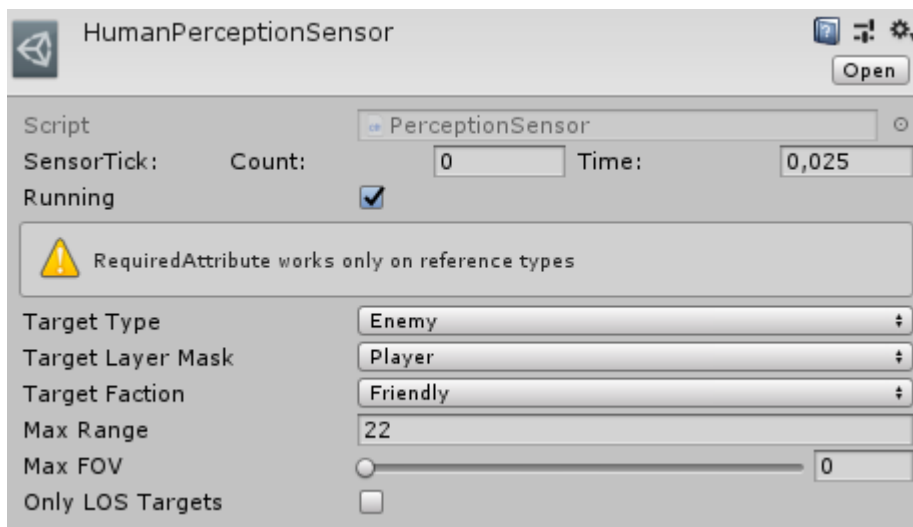 HumanPerceptionSensor
Open
Script PerceptionSensor
SensorTick: Count: 0 Time: 0,025
Running
RequiredAttribute works only on reference types
Target Type Enemy
Target Layer Mask Player
Target Faction Friendly
Max Range 22
Max FOV 0
Only LOS Targets